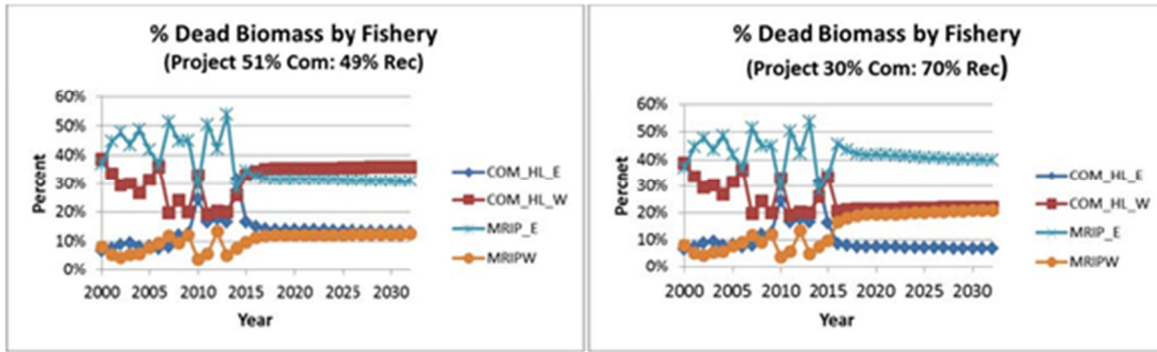 % Dead Biomass by Fishery
(Project 51% Com: 49% Rec)
60%
50%
40%
30%
20%
10%
0%
Percent
2000 2005 2010 2015 2020 2025 2030
Year
COM_HL_E
COM_HL_W
MRIP_E
MRIPW
% Dead Biomass by Fishery
(Project 30% Com: 70% Rec)
60%
50%
40%
30%
20%
10%
0%
Percnet
2000 2005 2010 2015 2020 2025 2030
Year
COM_HL_E
COM_HL_W
MRIP_E
MRIPW